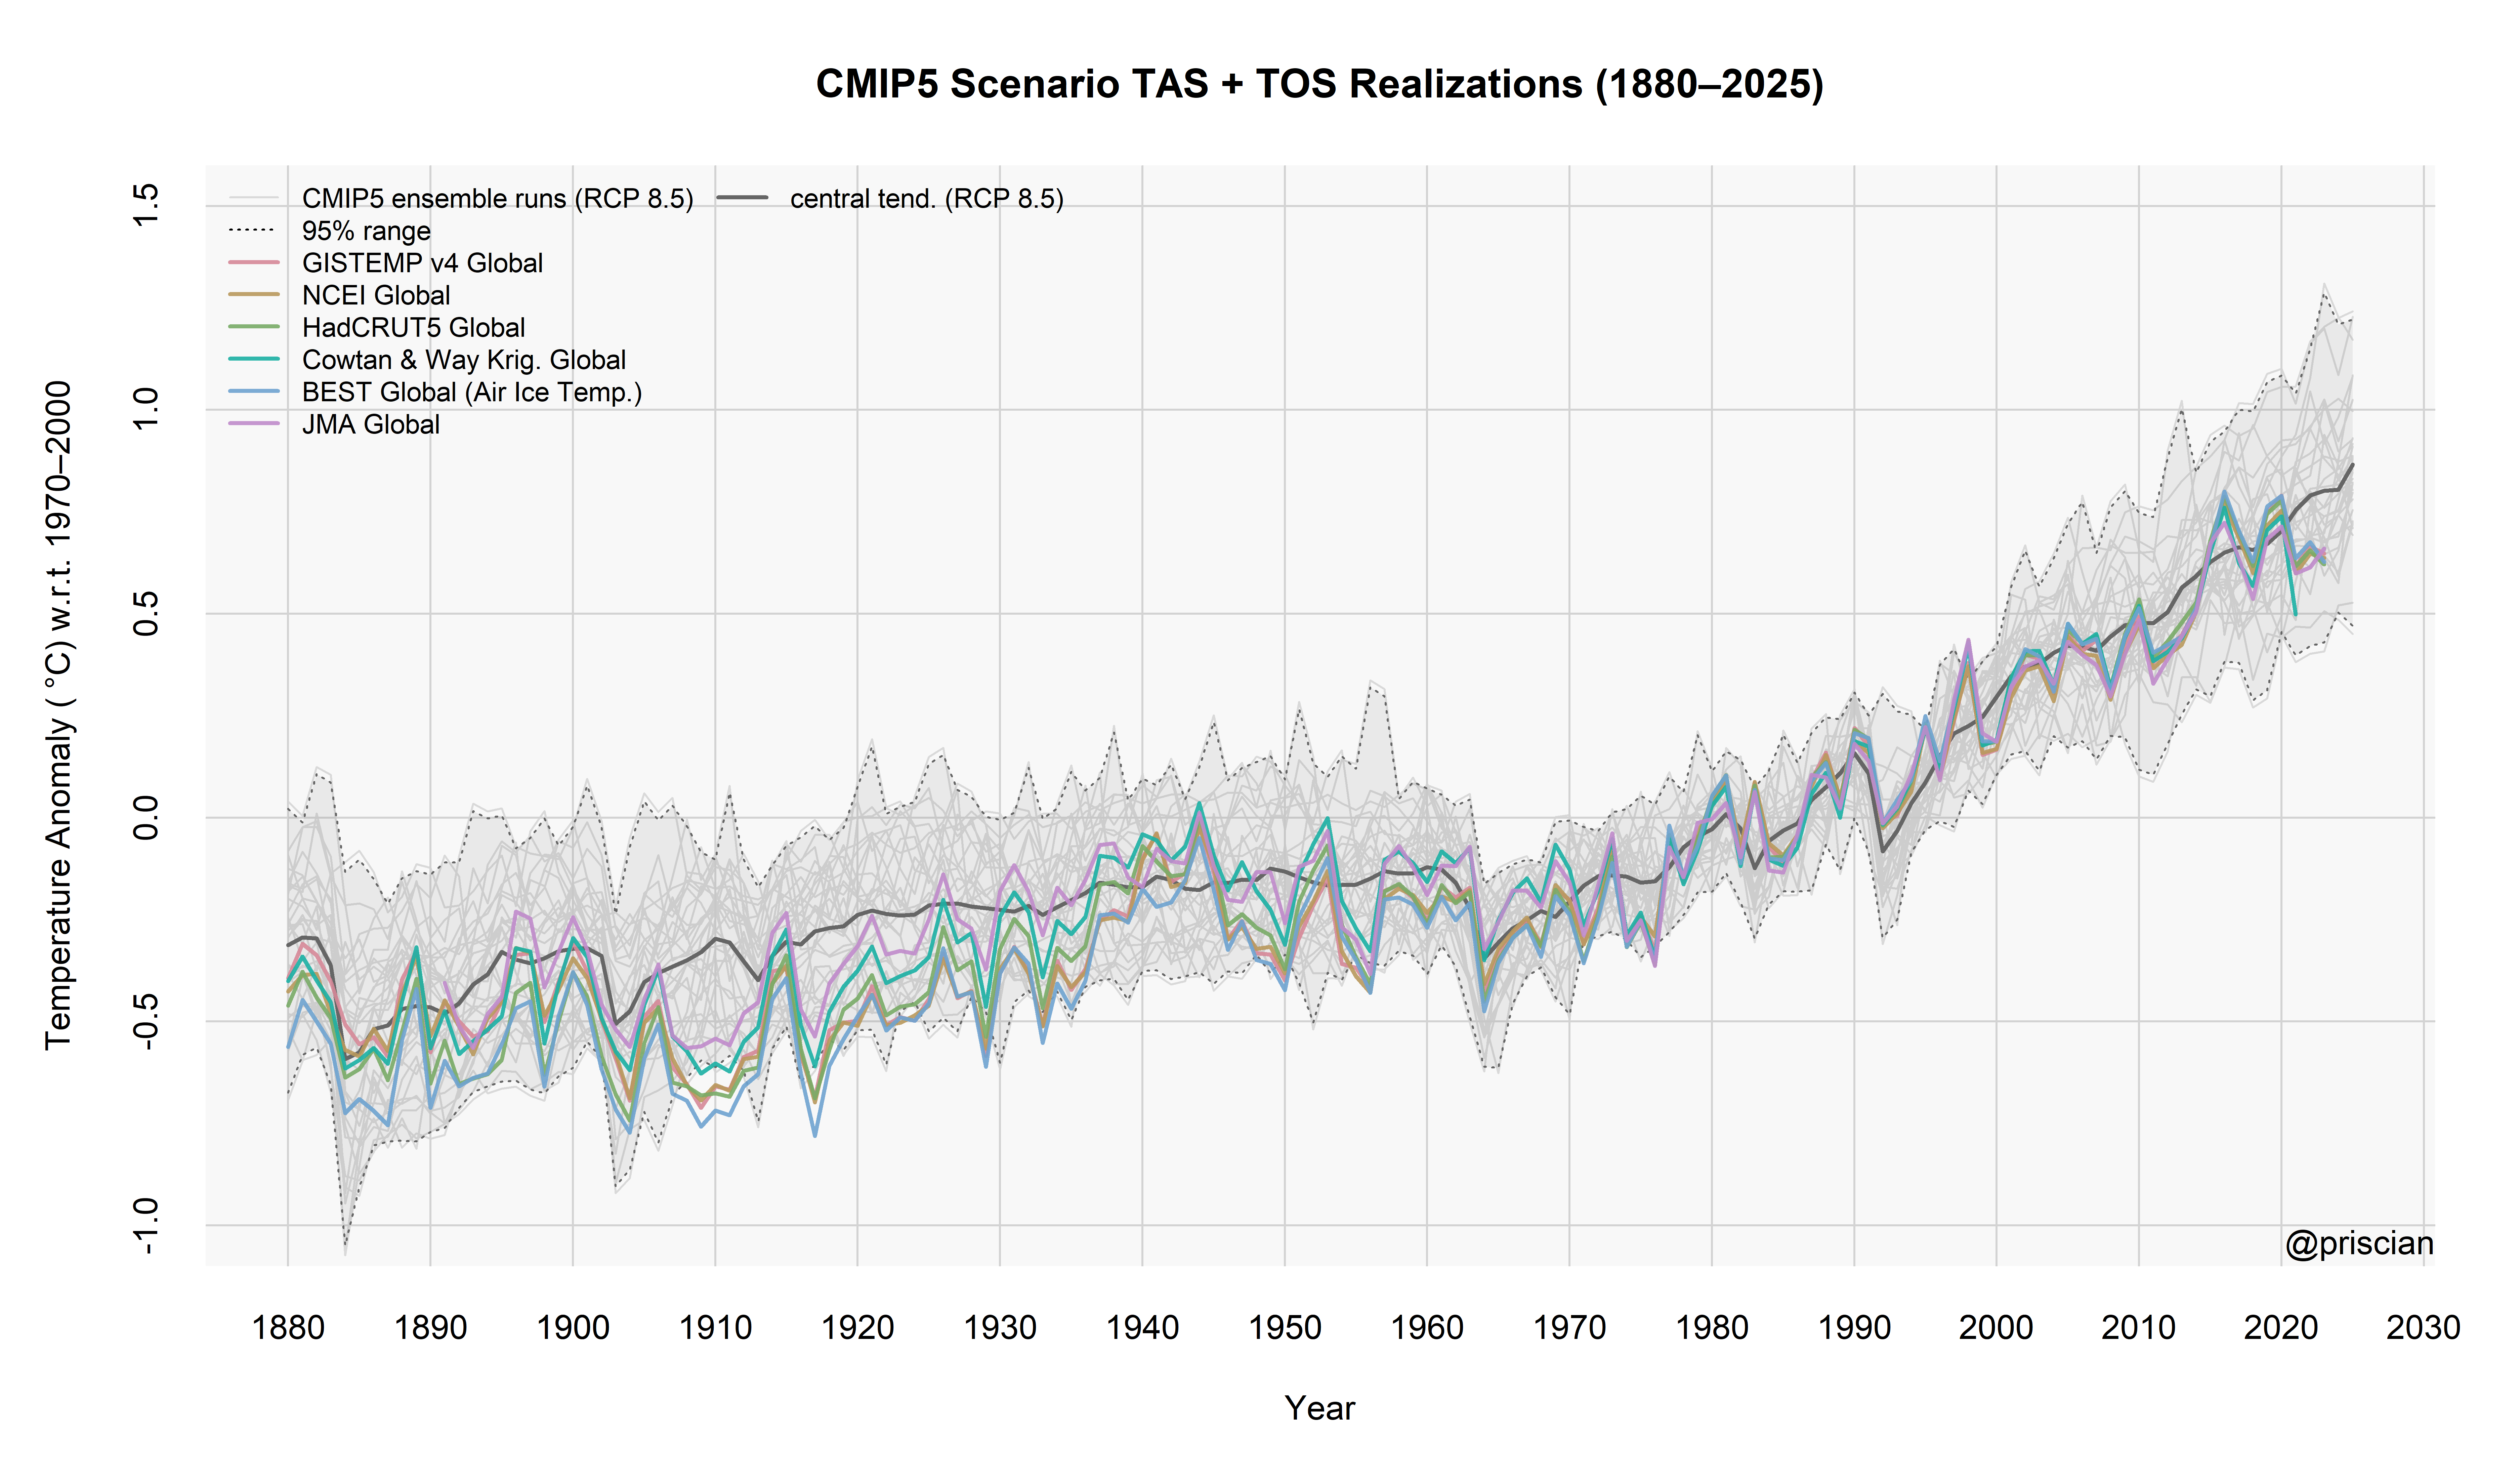 CMIP5 Scenario TAS + TOS Realizations (1880–2025)
CMIP5 ensemble runs (RCP 8.5) central tend. (RCP 8.5)
95% range
GISTEMP v4 Global
NCEI Global
HadCRUT5 Global
Cowtan & Way Krig. Global
BEST Global (Air Ice Temp.)
JMA Global
Temperature Anomaly ( °C) w.r.t. 1970–2000
1.5
1.0
0.5
0.0
-0.5
-1.0
@priscian
1880 1890 1900 1910 1920 1930 1940 1950 1960 1970 1980 1990 2000 2010 2020 2030
Year